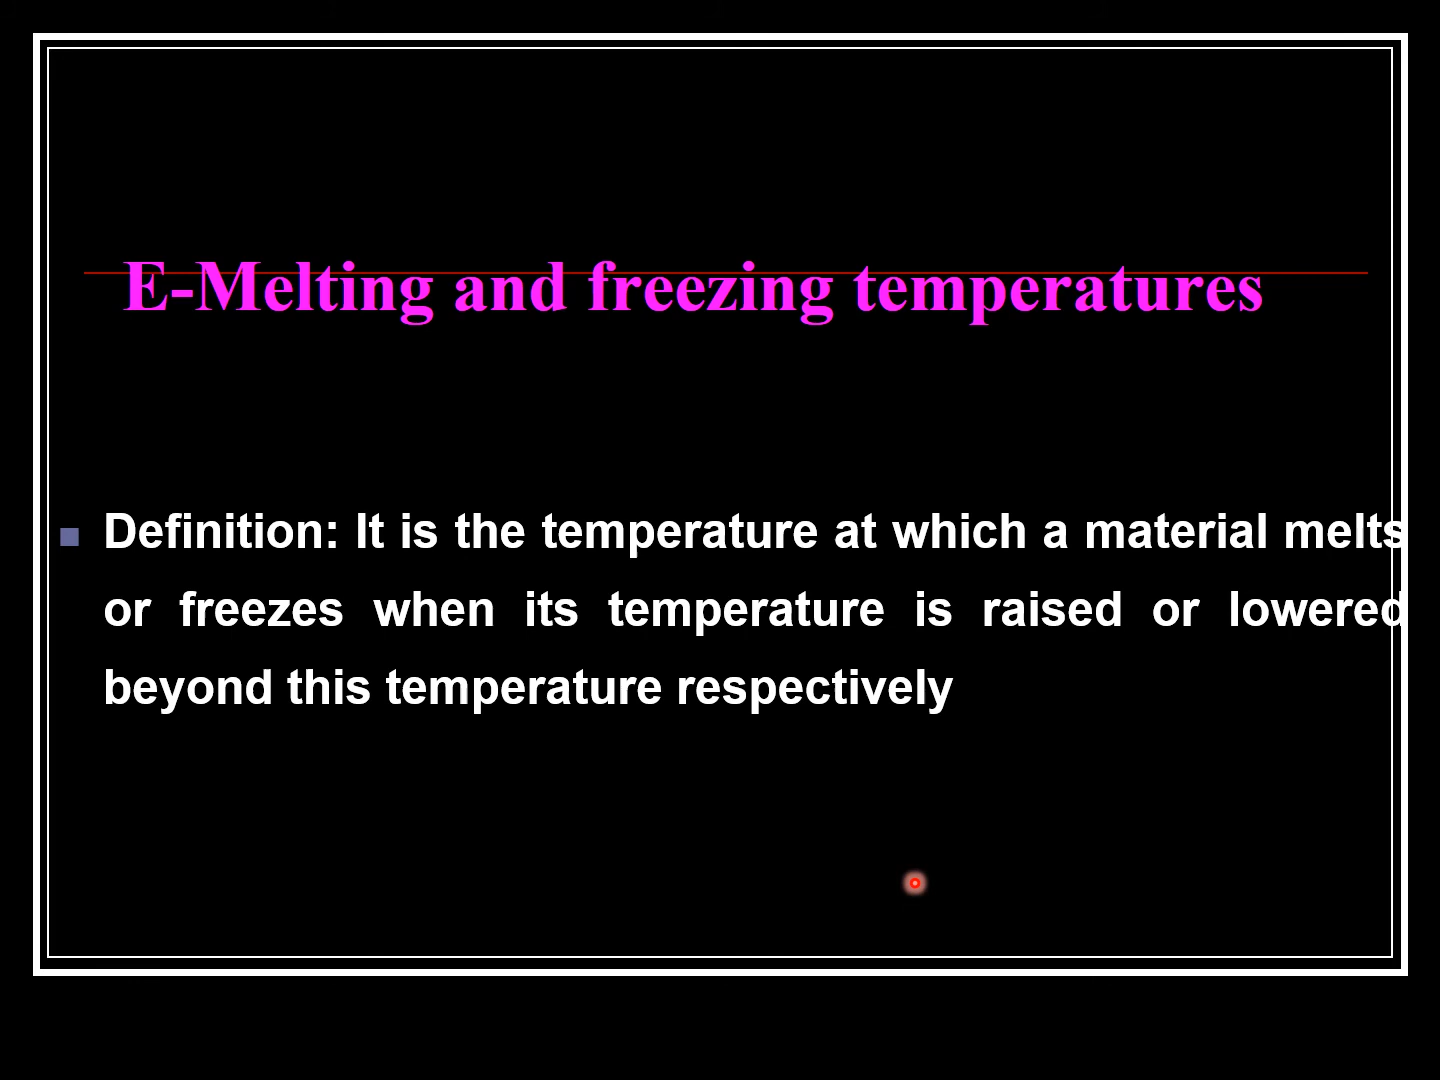 E-Melting and freezing temperatures
Definition: It is the temperature at which a material melts
or freezes when its temperature is raised or lowered
beyond this temperature respectively